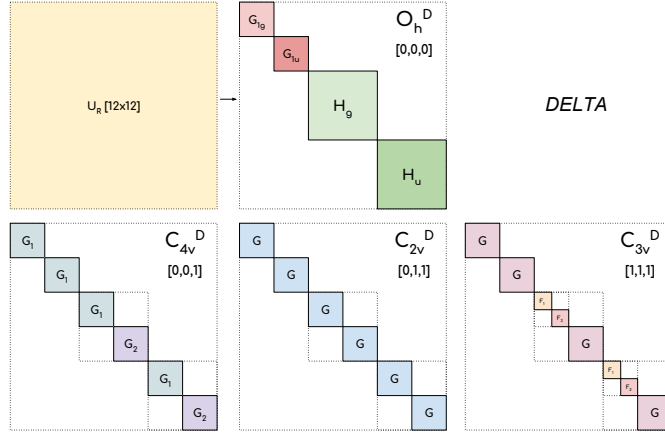 O_h^D
G_1g
G_1u
[0,0,0]
U_R [12x12]
H_g
DELTA
H_u
G_1
C_4v^D
[0,0,1]
G_1
G_1
G_2
G_1
G_2
G
C_2v^D
[0,1,1]
G
G
G
G
G
G
C_3v^D
[1,1,1]
G
F_1
F_2
G
F_1
F_2
G